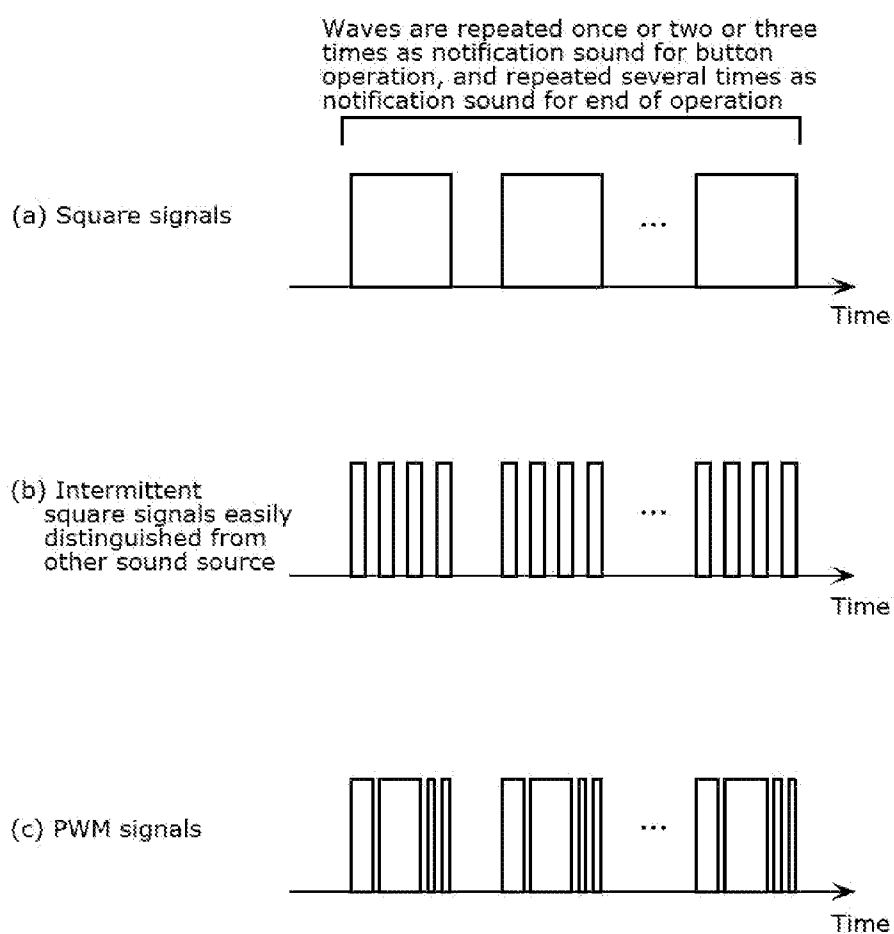 Waves are repeated once or two or three
times as notification sound for button
operation, and repeated several times as
notification sound for end of operation
(a) Square signals
...
Time
(b) Intermittent
square signals easily
distinguished from
other sound source
...
Time
(c) PWM signals
...
Time